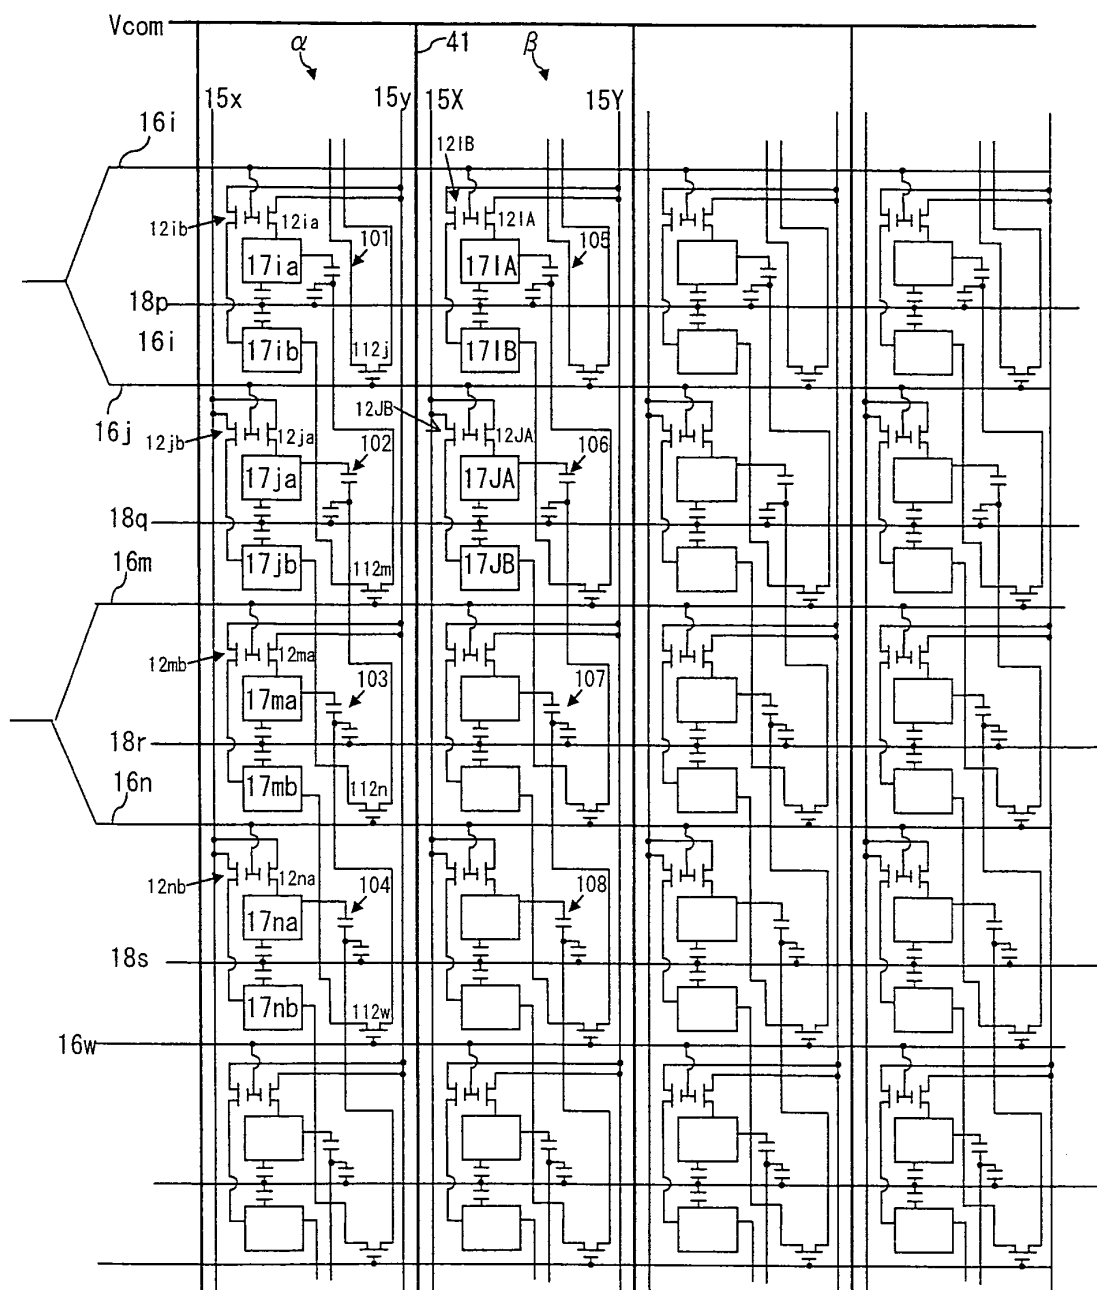 Vcom
α
41
β
15x
15y
15X
15Y
16i
12IB
12ib
12ia
12IA
101
105
17ia
17IA
18p
16i
17ib
112j
17IB
16j
12jb
12ja
12JB
12JA
102
106
17ja
17JA
18q
16m
17jb
112m
17JB
12mb
12ma
103
107
17ma
18r
16n
17mb
112n
12nb
12na
104
108
17na
18s
17nb
112w
16w